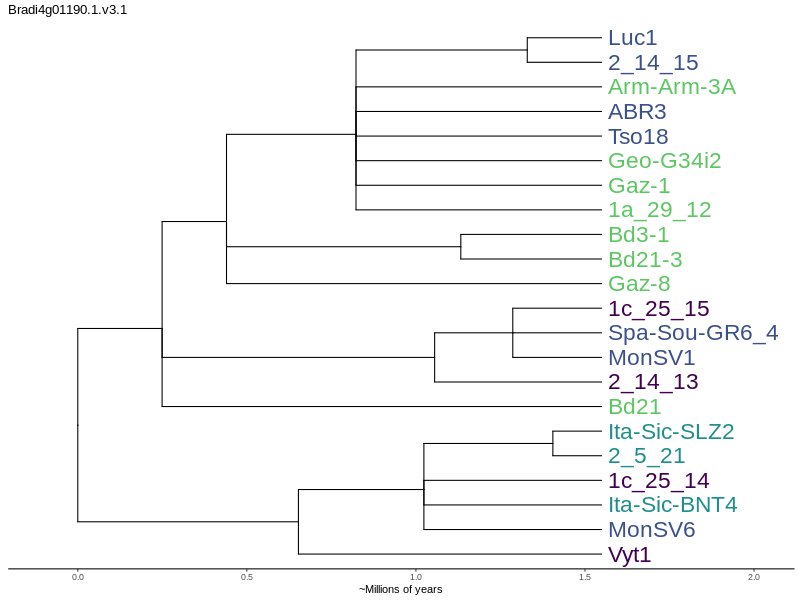 Bradi4g01190.1.v3.1
Luc1
2_14_15
Arm-Arm-3A
ABR3
Tso18
Geo-G34i2
Gaz-1
1a_29_12
Bd3-1
Bd21-3
Gaz-8
1c_25_15
Spa-Sou-GR6_4
MonSV1
2_14_13
Bd21
Ita-Sic-SLZ2
2_5_21
1c_25_14
Ita-Sic-BNT4
MonSV6
Vyt1
0.0 0.5 1.0 1.5 2.0
~Millions of years